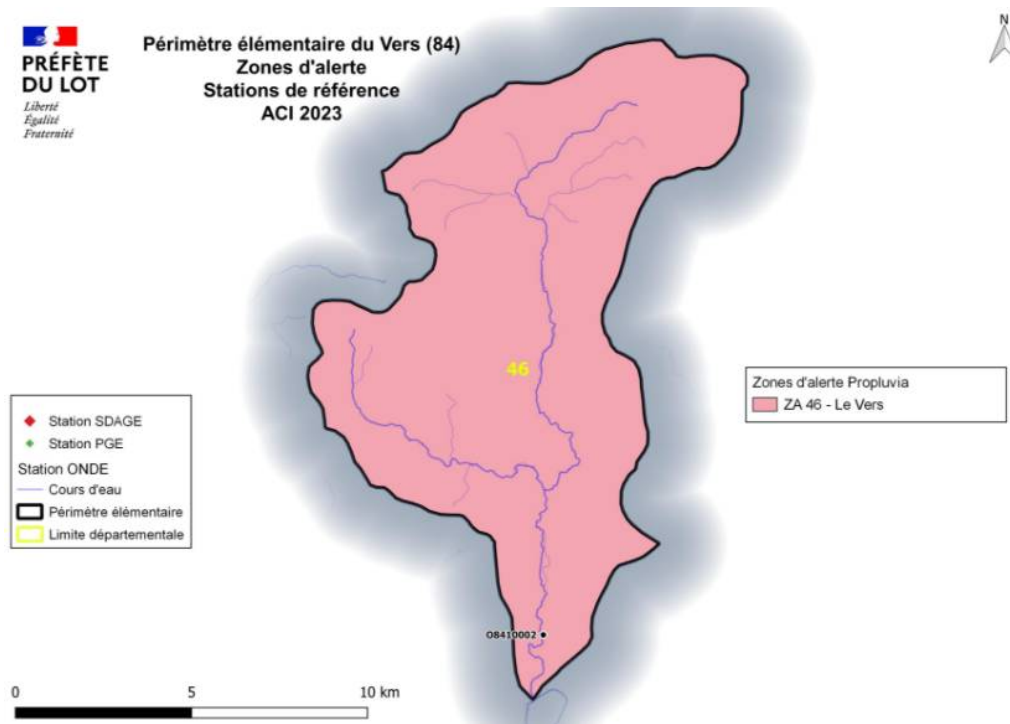 PRÉFÈTE
DU LOT
Liberté
Égalité
Fraternité
Périmètre élémentaire du Vers (84)
Zones d'alerte
Stations de référence
ACI 2023
N
46
Station SDAGE
Station PGE
Station ONDE
Cours d'eau
Périmètre élémentaire
Limite départementale
Zones d'alerte Propluvia
ZA 46 - Le Vers
O8410002
0 5 10 km